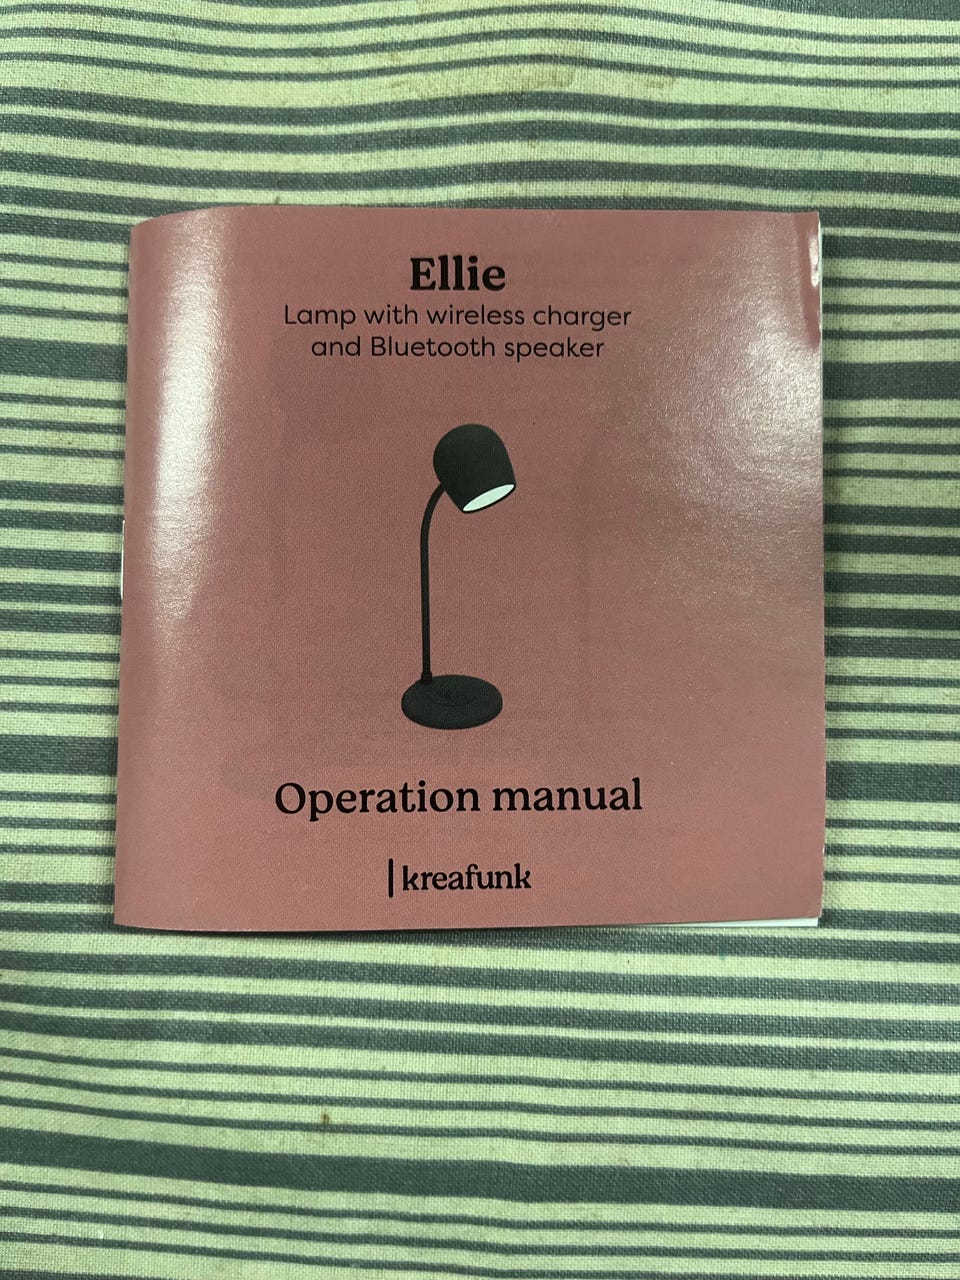 Ellie
Lamp with wireless charger
and Bluetooth speaker
Operation manual
kreafunk